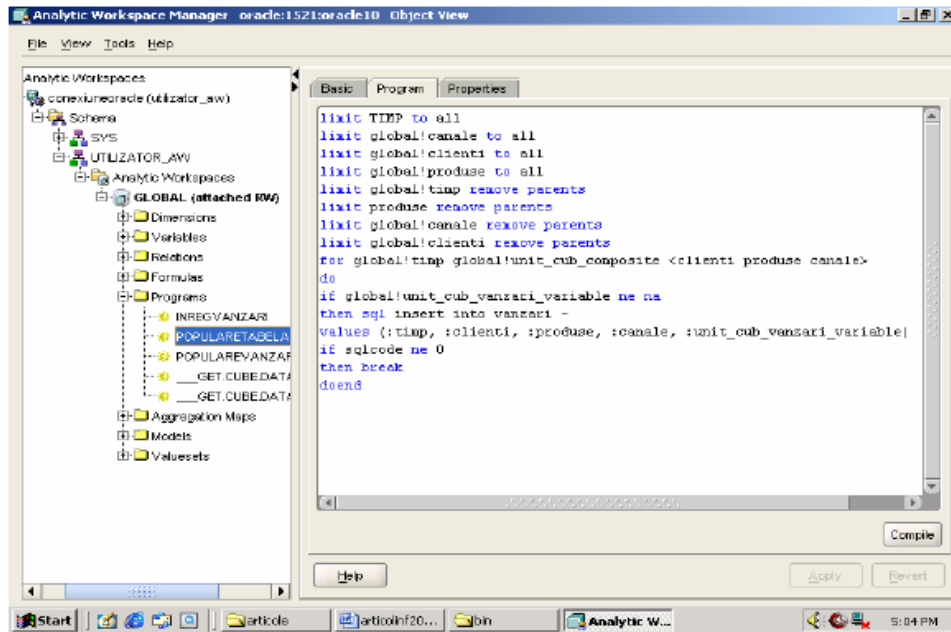 Analytic Workspace Manager oracle:1521:oracle10 Object View
File View Tools Help
Analytic Workspaces
conexiuneoracle (utilizator_aw)
Schema
SYS
UTILIZATOR_AW
Analytic Workspaces
GLOBAL (attached RW)
Dimensions
Variables
Relations
Formulas
Programs
INREGVANZARI
POPULARETABELA
POPULAREVANZAR
___GET.CUBE.DATA
___GET.CUBE.DATA
Aggregation Maps
Models
Valuesets
Basic Program Properties
limit TIMP to all
limit global!canale to all
limit global!clienti to all
limit global!produse to all
limit global!timp remove parents
limit produse remove parents
limit global!canale remove parents
limit global!clienti remove parents
for global!timp global!unit_cub_composite <clienti produse canale>
do
if global!unit_cub_vanzari_variable ne na
then sql insert into vanzari -
values (:timp, :clienti, :produse, :canale, :unit_cub_vanzari_variable
if sqlcode ne 0
then break
doend
Compile
Help Apply Revert
Start articole articolinf20... bin Analytic W... 5:04 PM